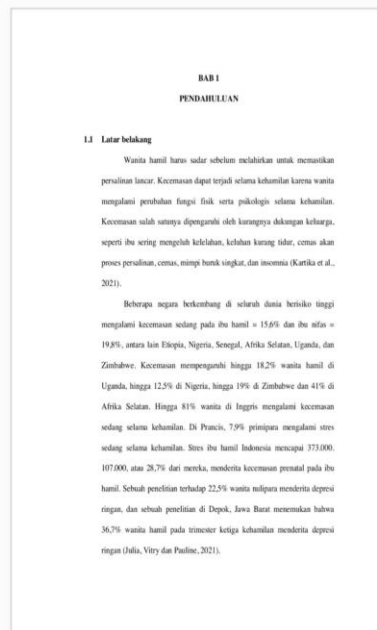 BAB 1
PENDAHULUAN
1.1 Latar belakang
Wanita hamil harus sadar sebelum melahirkan untuk memastikan
persalinan lancar. Kecemasan dapat terjadi selama kehamilan karena wanita
mengalami perubahan fungsi fisik serta psikologis selama kehamilan.
Kecemasan salah satunya dipengaruhi oleh kurangnya dukungan keluarga,
seperti ibu sering mengeluh kelelahan, keluhan kurang tidur, cemas akan
proses persalinan, cemas, mimpi buruk singkat, dan insomnia (Kartika et al.,
2021).
Beberapa negara berkembang di seluruh dunia berisiko tinggi
mengalami kecemasan sedang pada ibu hamil = 15,6% dan ibu nifas =
19,8%, antara lain Etiopia, Nigeria, Senegal, Afrika Selatan, Uganda, dan
Zimbabwe. Kecemasan mempengaruhi hingga 18,2% wanita hamil di
Uganda, hingga 12,5% di Nigeria, hingga 19% di Zimbabwe dan 41% di
Afrika Selatan. Hingga 81% wanita di Inggris mengalami kecemasan
sedang selama kehamilan. Di Prancis, 7,9% primipara mengalami stres
sedang selama kehamilan. Stres ibu hamil Indonesia mencapai 373.000.
107.000, atau 28,7% dari mereka, menderita kecemasan prenatal pada ibu
hamil. Sebuah penelitian terhadap 22,5% wanita nulipara menderita depresi
ringan, dan sebuah penelitian di Depok, Jawa Barat menemukan bahwa
36,7% wanita hamil pada trimester ketiga kehamilan menderita depresi
ringan (Julia, Vitry dan Pauline, 2021).